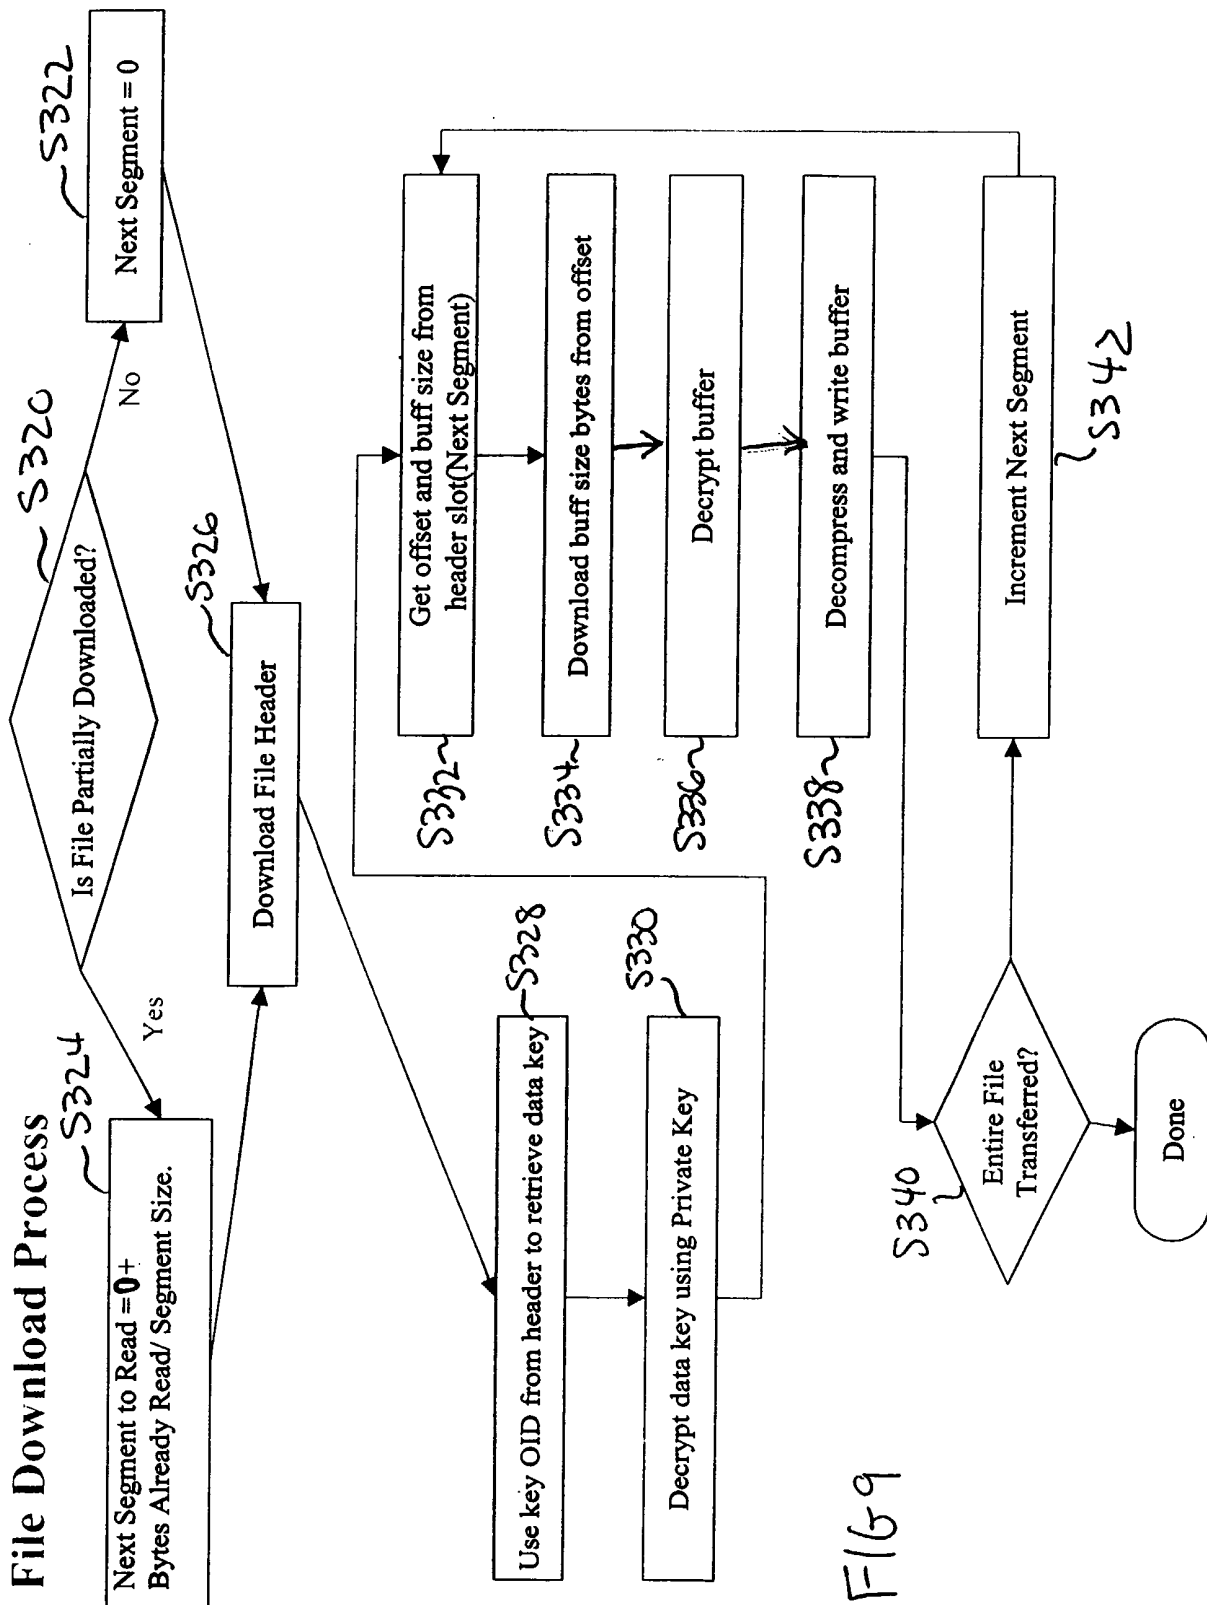 File Download Process
S320
Is File Partially Downloaded?
Yes
No
S324
Next Segment to Read = 0+
Bytes Already Read/ Segment Size.
S322
Next Segment = 0
S326
Download File Header
S328
Use key OID from header to retrieve data key
S330
Decrypt data key using Private Key
S332
Get offset and buff size from
header slot(Next Segment)
S334
Download buff size bytes from offset
S336
Decrypt buffer
S338
Decompress and write buffer
S340
Entire File
Transferred?
Increment Next Segment
S342
Done
FIG 9